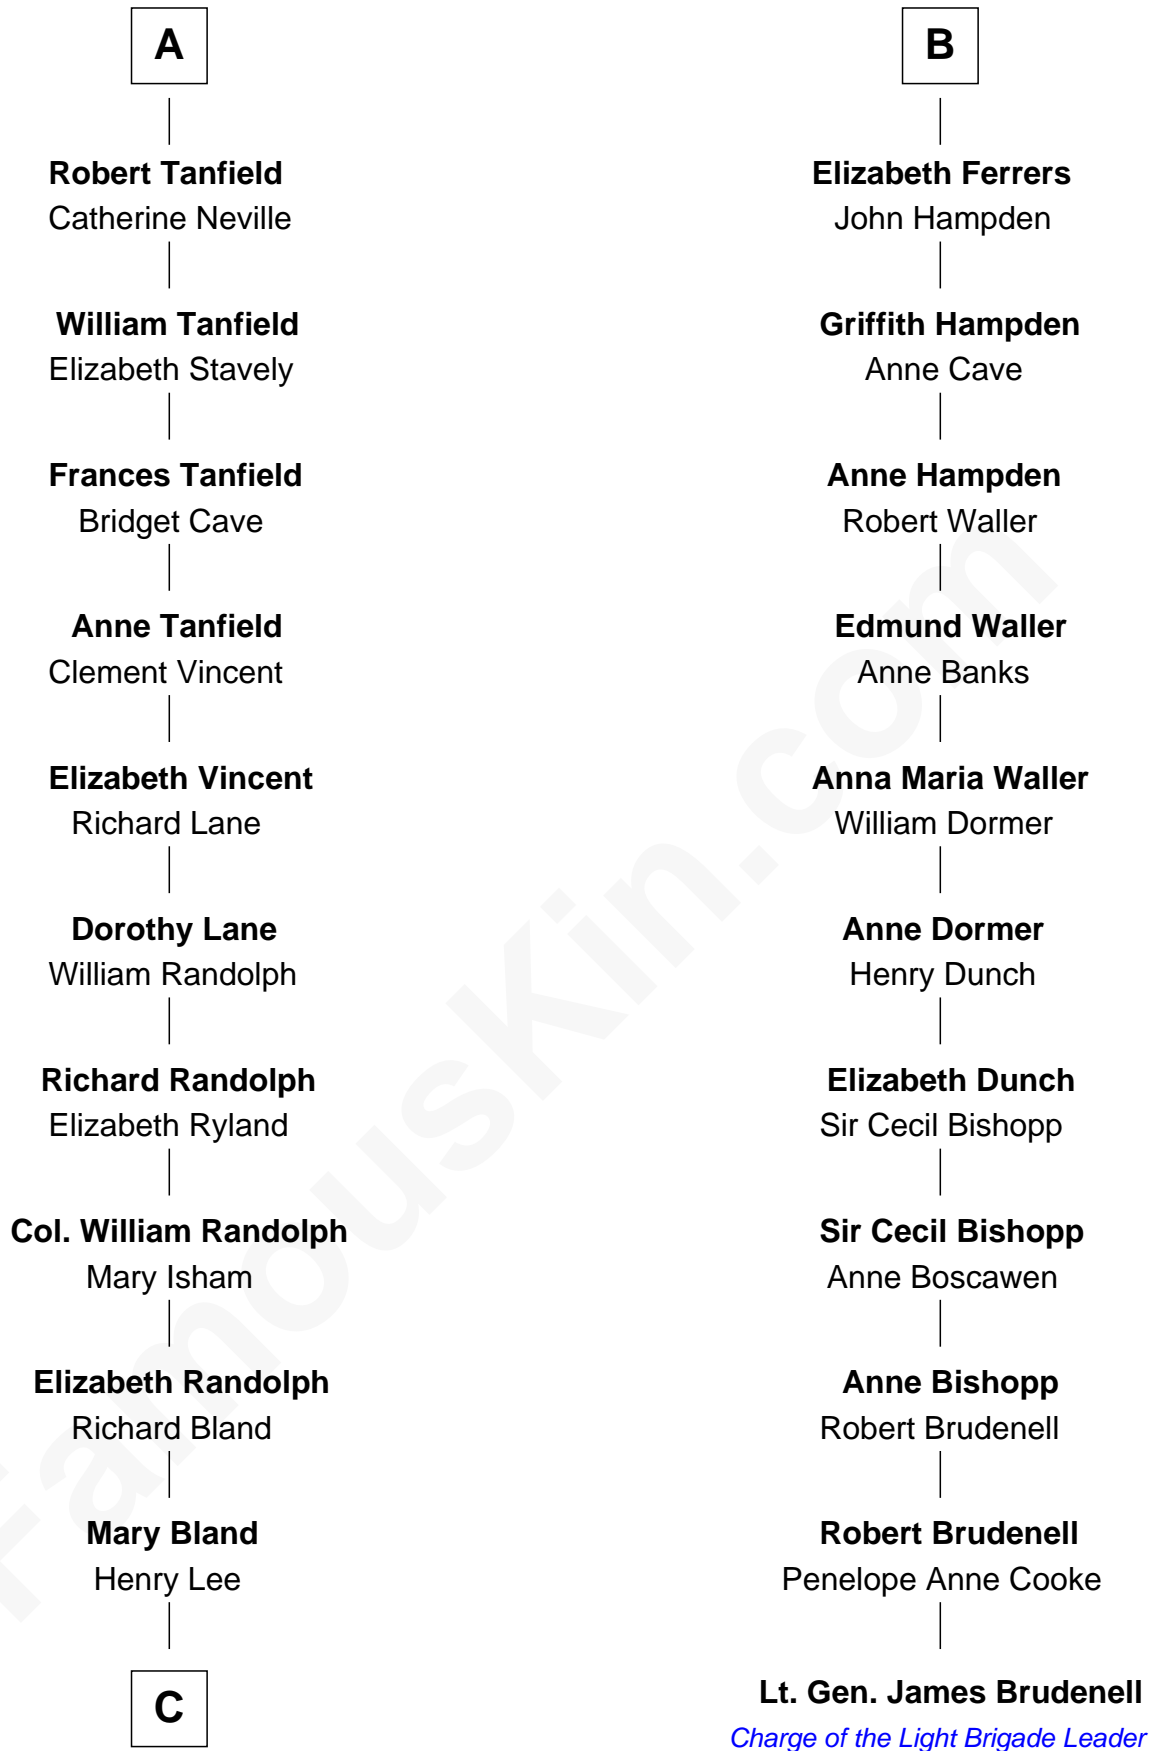 A
Robert Tanfield
Catherine Neville
William Tanfield
Elizabeth Stavely
Frances Tanfield
Bridget Cave
Anne Tanfield
Clement Vincent
Elizabeth Vincent
Richard Lane
Dorothy Lane
William Randolph
Richard Randolph
Elizabeth Ryland
Col. William Randolph
Mary Isham
Elizabeth Randolph
Richard Bland
Mary Bland
Henry Lee
C
B
Elizabeth Ferrers
John Hampden
Griffith Hampden
Anne Cave
Anne Hampden
Robert Waller
Edmund Waller
Anne Banks
Anna Maria Waller
William Dormer
Anne Dormer
Henry Dunch
Elizabeth Dunch
Sir Cecil Bishopp
Sir Cecil Bishopp
Anne Boscawen
Anne Bishopp
Robert Brudenell
Robert Brudenell
Penelope Anne Cooke
Lt. Gen. James Brudenell
Charge of the Light Brigade Leader
FamousKin.com